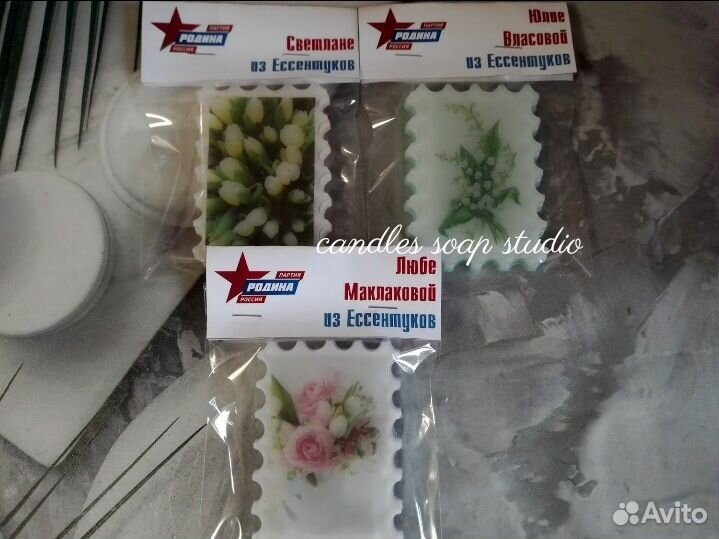 ПАРТИЯ
РОДИНА
РОССИЯ
Светлане
из Ессентуков
ПАРТИЯ
РОДИНА
РОССИЯ
Юлое
Власовой
из Ессентуков
candles soap studio
ПАРТИЯ
РОДИНА
РОССИЯ
Любе
Маклаковой
из Ессентуков
Avito